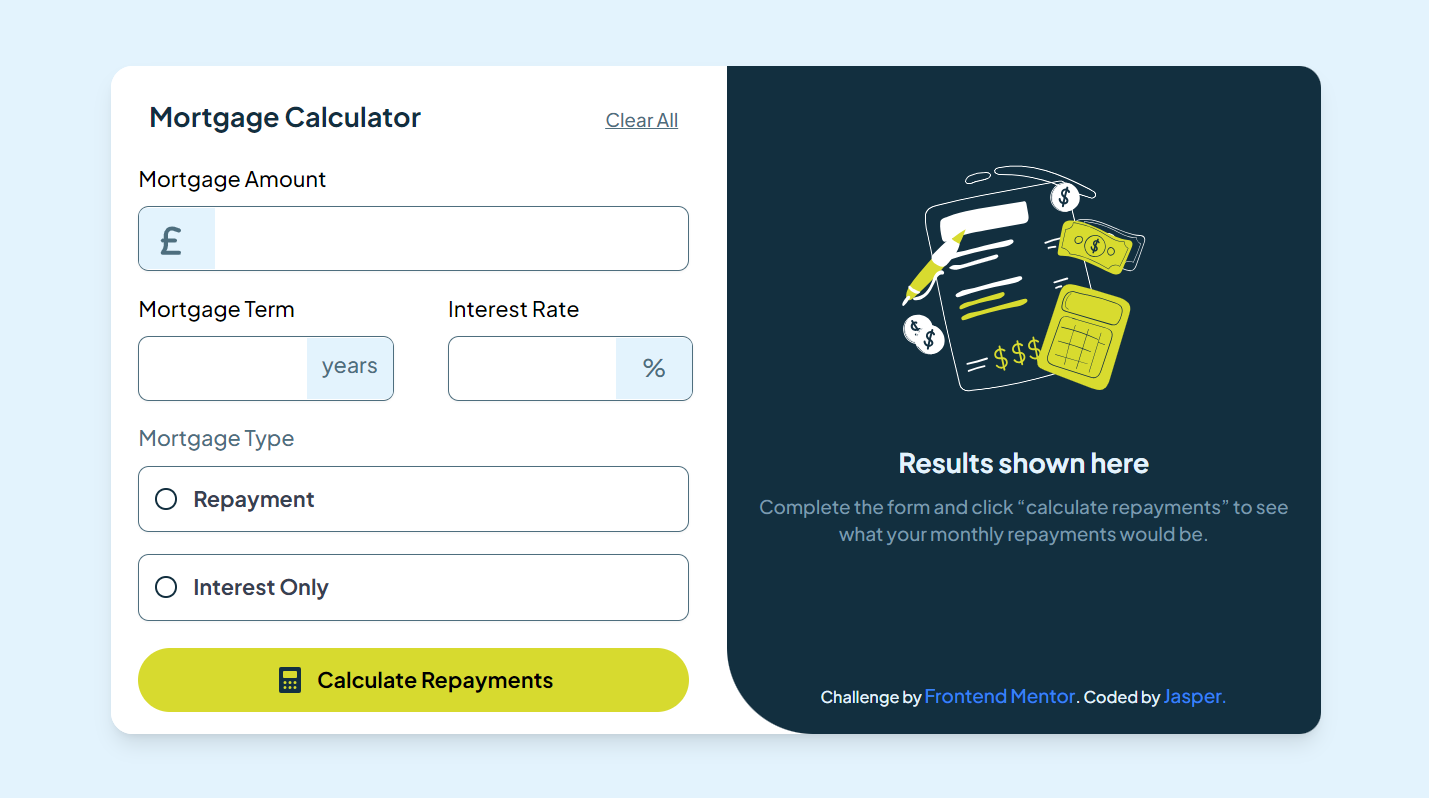 Mortgage Calculator
Clear All
Mortgage Amount
£
Mortgage Term
Interest Rate
years
%
Mortgage Type
Repayment
Interest Only
Calculate Repayments
$
$
$
$
$$$
Results shown here
Complete the form and click “calculate repayments” to see
what your monthly repayments would be.
Challenge by Frontend Mentor. Coded by Jasper.